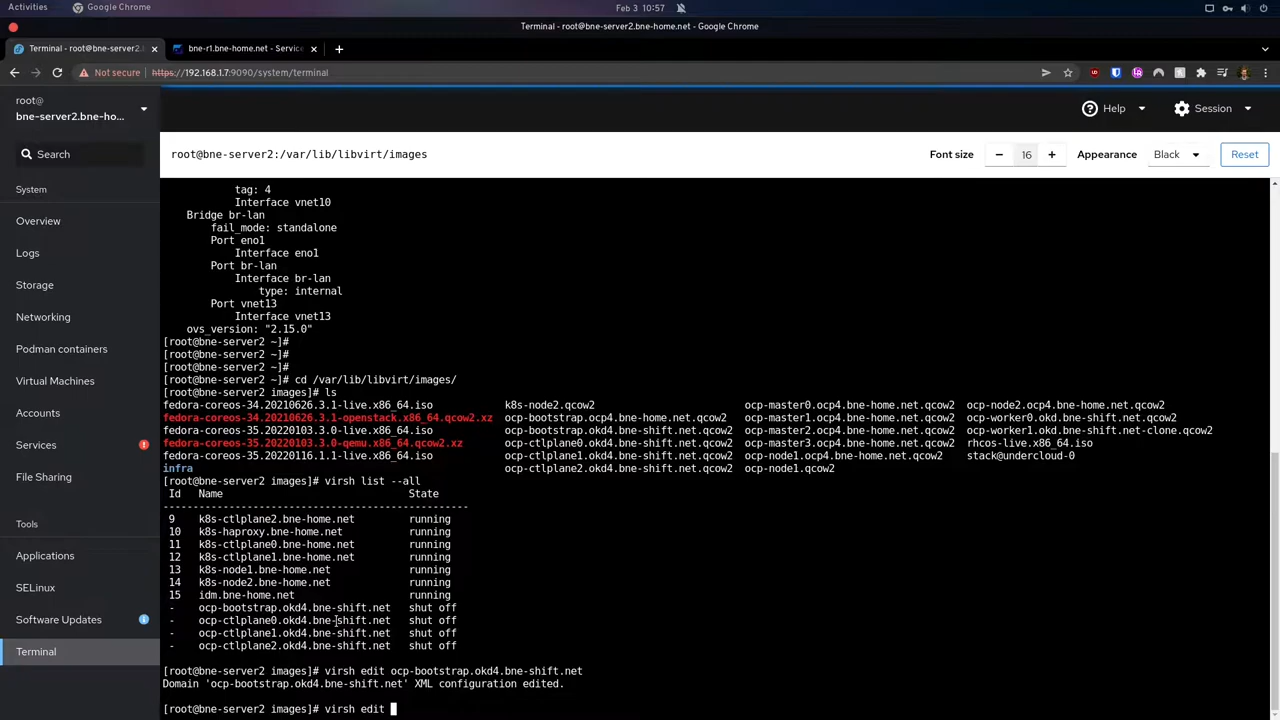 Activities Google Chrome Feb 3 10:57
Terminal - root@bne-server2.bne-home.net - Google Chrome
Terminal - root@bne-server2. bne-r1.bne-home.net - Service
Not secure https://192.168.1.7:9090/system/terminal
root@
bne-server2.bne-ho...
Help Session
Search
root@bne-server2:/var/lib/libvirt/images Font size 16 Appearance Black Reset
System
Overview
Logs
Storage
Networking
Podman containers
Virtual Machines
Accounts
Services
File Sharing
Tools
Applications
SELinux
Software Updates
Terminal
tag: 4
Interface vnet10
Bridge br-lan
fail_mode: standalone
Port eno1
Interface eno1
Port br-lan
Interface br-lan
type: internal
Port vnet13
Interface vnet13
ovs_version: "2.15.0"
[root@bne-server2 ~]#
[root@bne-server2 ~]#
[root@bne-server2 ~]#
[root@bne-server2 ~]# cd /var/lib/libvirt/images/
[root@bne-server2 images]# ls
fedora-coreos-34.20210626.3.1-live.x86_64.iso k8s-node2.qcow2 ocp-master0.ocp4.bne-home.net.qcow2 ocp-node2.ocp4.bne-home.net.qcow2
fedora-coreos-34.20210626.3.1-openstack.x86_64.qcow2.xz ocp-bootstrap.ocp4.bne-home.net.qcow2 ocp-master1.ocp4.bne-home.net.qcow2 ocp-worker0.okd.bne-shift.net.qcow2
fedora-coreos-35.20220103.3.0-live.x86_64.iso ocp-bootstrap.okd4.bne-shift.net.qcow2 ocp-master2.ocp4.bne-home.net.qcow2 ocp-worker1.okd.bne-shift.net-clone.qcow2
fedora-coreos-35.20220103.3.0-qemu.x86_64.qcow2.xz ocp-ctlplane0.okd4.bne-shift.net.qcow2 ocp-master3.ocp4.bne-home.net.qcow2 rhcos-live.x86_64.iso
fedora-coreos-35.20220116.1.1-live.x86_64.iso ocp-ctlplane1.okd4.bne-shift.net.qcow2 ocp-node1.ocp4.bne-home.net.qcow2 stack@undercloud-0
infra ocp-ctlplane2.okd4.bne-shift.net.qcow2 ocp-node1.qcow2
[root@bne-server2 images]# virsh list --all
Id Name State
--------------------------------------------------
9 k8s-ctlplane2.bne-home.net running
10 k8s-haproxy.bne-home.net running
11 k8s-ctlplane0.bne-home.net running
12 k8s-ctlplane1.bne-home.net running
13 k8s-node1.bne-home.net running
14 k8s-node2.bne-home.net running
15 idm.bne-home.net running
- ocp-bootstrap.okd4.bne-shift.net shut off
- ocp-ctlplane0.okd4.bne-shift.net shut off
- ocp-ctlplane1.okd4.bne-shift.net shut off
- ocp-ctlplane2.okd4.bne-shift.net shut off
[root@bne-server2 images]# virsh edit ocp-bootstrap.okd4.bne-shift.net
Domain 'ocp-bootstrap.okd4.bne-shift.net' XML configuration edited.
[root@bne-server2 images]# virsh edit